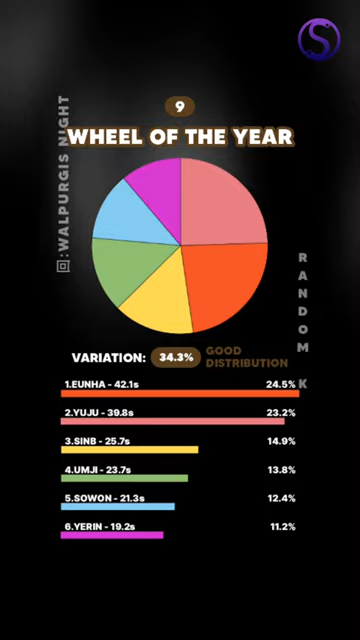 S
9
WHEEL OF THE YEAR
回:WALPURGIS NIGHT
RANDOM K
VARIATION: 34.3% GOOD
DISTRIBUTION
1.EUNHA - 42.1s 24.5%
2.YUJU - 39.8s 23.2%
3.SINB - 25.7s 14.9%
4.UMJI - 23.7s 13.8%
5.SOWON - 21.3s 12.4%
6.YERIN - 19.2s 11.2%